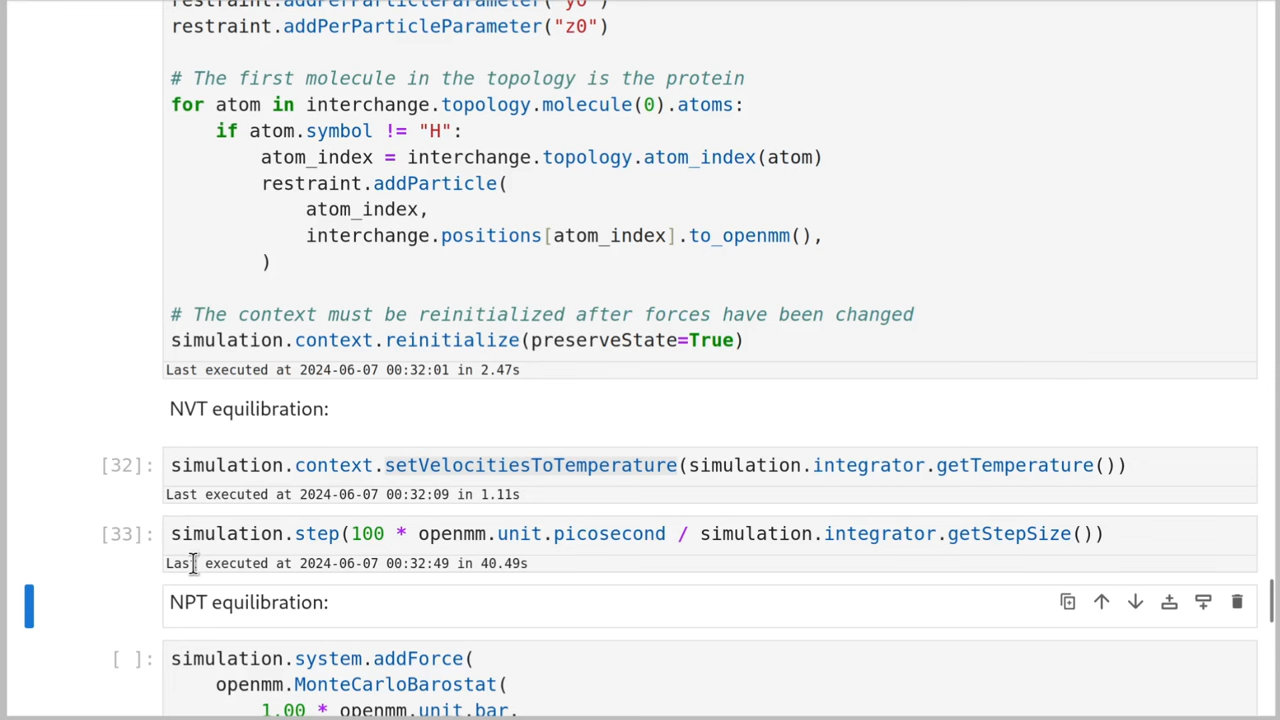 restraint.addPerParticleParameter("y0")
restraint.addPerParticleParameter("z0")
# The first molecule in the topology is the protein
for atom in interchange.topology.molecule(0).atoms:
    if atom.symbol != "H":
        atom_index = interchange.topology.atom_index(atom)
        restraint.addParticle(
            atom_index,
            interchange.positions[atom_index].to_openmm(),
        )
# The context must be reinitialized after forces have been changed
simulation.context.reinitialize(preserveState=True)
Last executed at 2024-06-07 00:32:01 in 2.47s
NVT equilibration:
[32]: simulation.context.setVelocitiesToTemperature(simulation.integrator.getTemperature())
Last executed at 2024-06-07 00:32:09 in 1.11s
[33]: simulation.step(100 * openmm.unit.picosecond / simulation.integrator.getStepSize())
Last executed at 2024-06-07 00:32:49 in 40.49s
NPT equilibration:
[ ]: simulation.system.addForce(
    openmm.MonteCarloBarostat(
        1.00 * openmm.unit.bar,